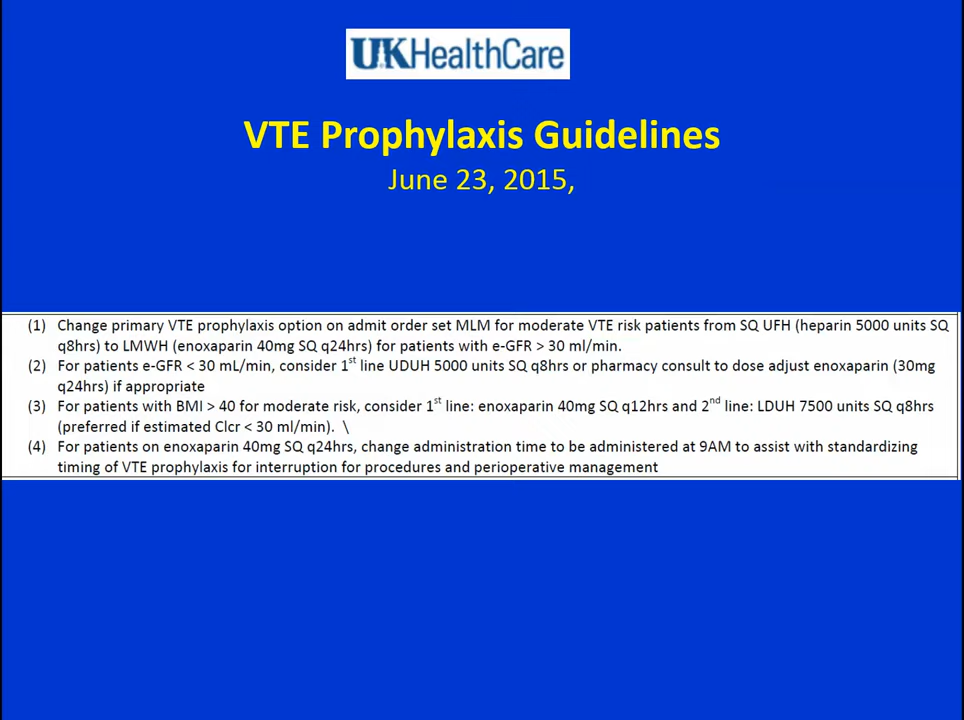 UKHealthCare
VTE Prophylaxis Guidelines
June 23, 2015,
(1) Change primary VTE prophylaxis option on admit order set MLM for moderate VTE risk patients from SQ UFH (heparin 5000 units SQ
q8hrs) to LMWH (enoxaparin 40mg SQ q24hrs) for patients with e-GFR > 30 ml/min.
(2) For patients e-GFR < 30 mL/min, consider 1st line UDUH 5000 units SQ q8hrs or pharmacy consult to dose adjust enoxaparin (30mg
q24hrs) if appropriate
(3) For patients with BMI > 40 for moderate risk, consider 1st line: enoxaparin 40mg SQ q12hrs and 2nd line: LDUH 7500 units SQ q8hrs
(preferred if estimated Clcr < 30 ml/min). \
(4) For patients on enoxaparin 40mg SQ q24hrs, change administration time to be administered at 9AM to assist with standardizing
timing of VTE prophylaxis for interruption for procedures and perioperative management